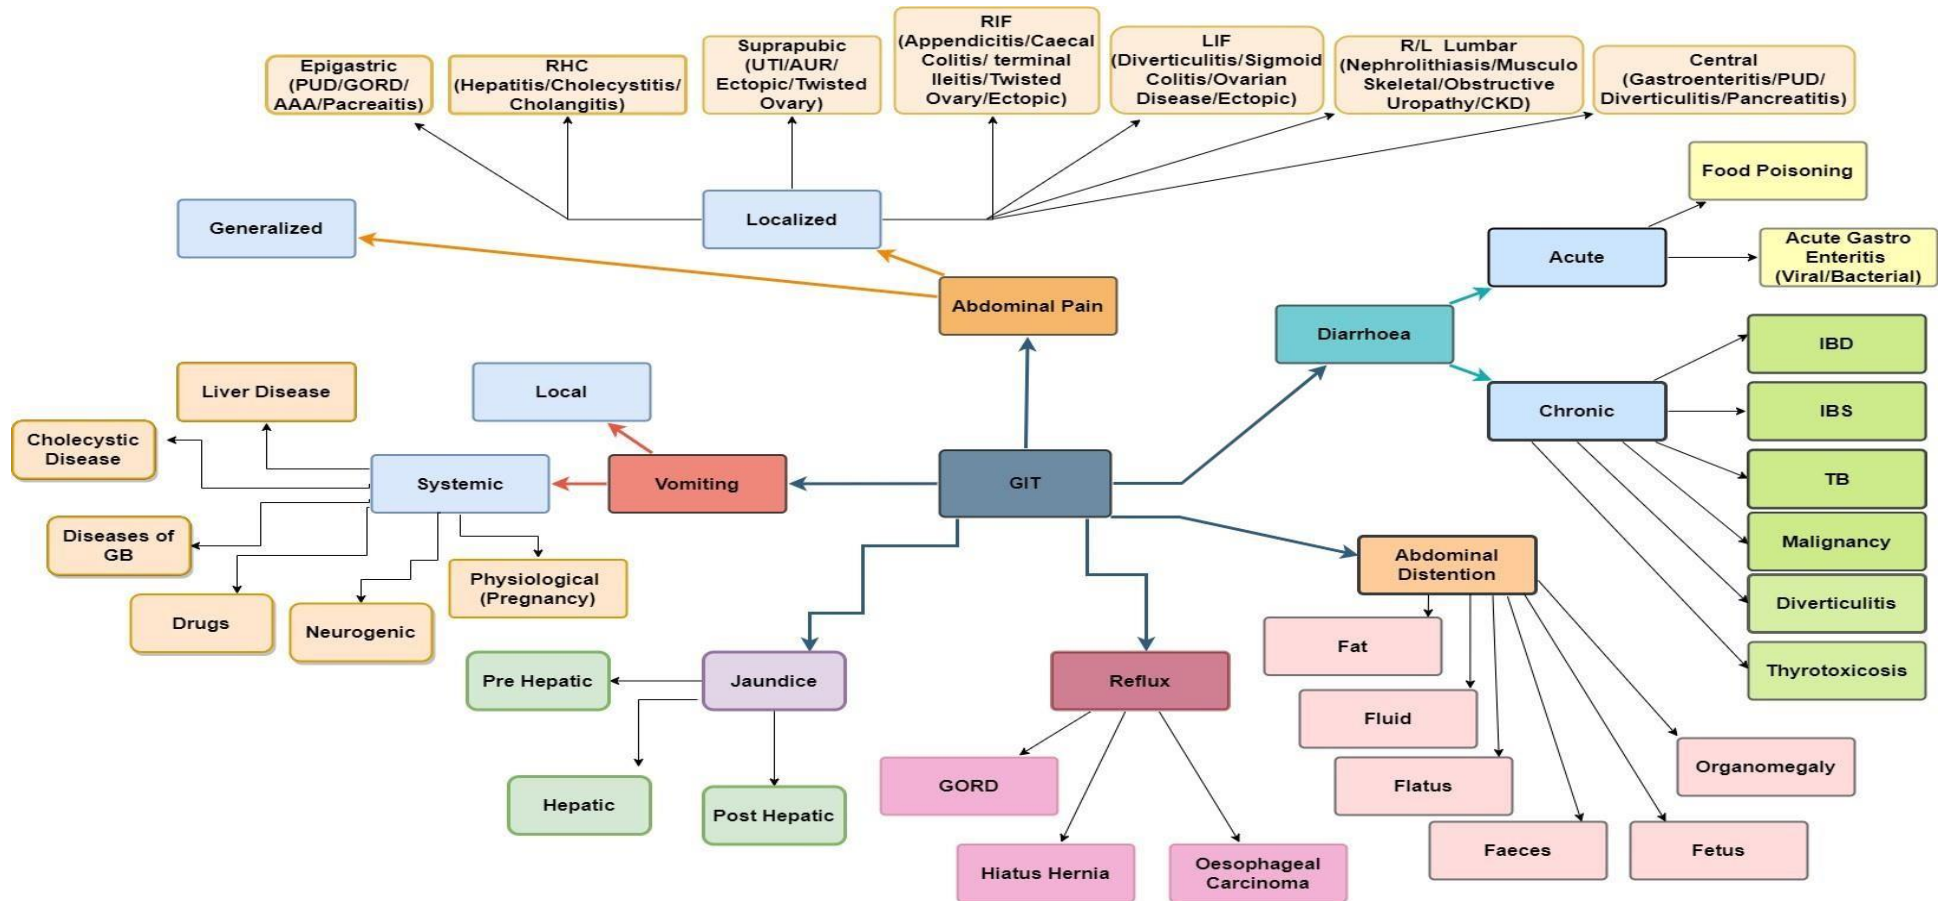 Epigastric
(PUD/GORD/
AAA/Pacreaitis)
RHC
(Hepatitis/Cholecystitis/
Cholangitis)
Suprapubic
(UTI/AUR/
Ectopic/Twisted
Ovary)
RIF
(Appendicitis/Caecal
Colitis/ terminal
Ileitis/Twisted
Ovary/Ectopic)
LIF
(Diverticulitis/Sigmoid
Colitis/Ovarian
Disease/Ectopic)
R/L Lumbar
(Nephrolithiasis/Musculo
Skeletal/Obstructive
Uropathy/CKD)
Central
(Gastroenteritis/PUD/
Diverticulitis/Pancreatitis)
Generalized
Localized
Abdominal Pain
Food Poisoning
Acute
Acute Gastro
Enteritis
(Viral/Bacterial)
Diarrhoea
Chronic
IBD
IBS
TB
Malignancy
Diverticulitis
Thyrotoxicosis
Liver Disease
Local
Cholecystic
Disease
Systemic
Vomiting
GIT
Diseases of
GB
Drugs
Neurogenic
Physiological
(Pregnancy)
Abdominal
Distention
Pre Hepatic
Jaundice
Reflux
Hepatic
Post Hepatic
GORD
Hiatus Hernia
Oesophageal
Carcinoma
Fat
Fluid
Flatus
Faeces
Fetus
Organomegaly